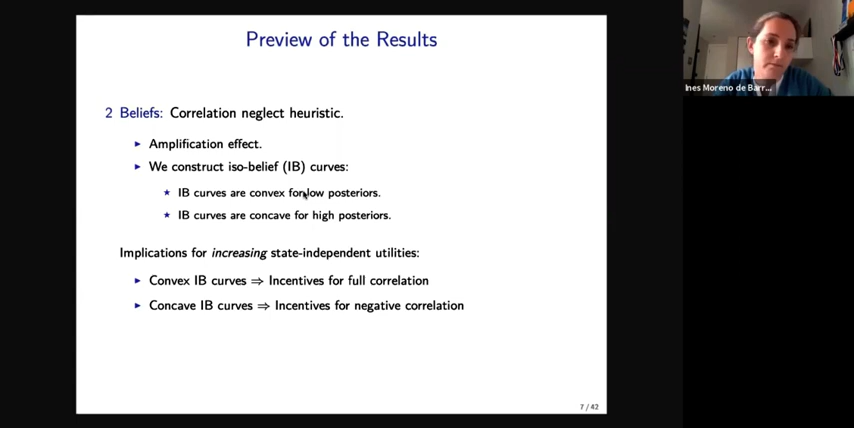 Preview of the Results
2 Beliefs: Correlation neglect heuristic.
Amplification effect.
We construct iso-belief (IB) curves:
IB curves are convex for low posteriors.
IB curves are concave for high posteriors.
Implications for increasing state-independent utilities:
Convex IB curves ⇒ Incentives for full correlation
Concave IB curves ⇒ Incentives for negative correlation
7 / 42
Ines Moreno de Barr...